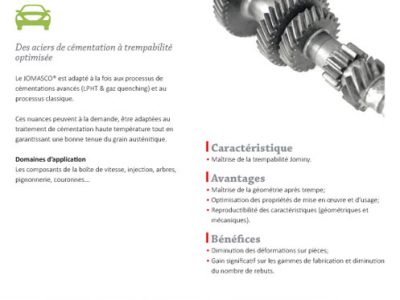 Des aciers de cémentation à trempabilité
optimisée
Le JOMASCO® est adapté à la fois aux processus de
cémentations avancés (LPHT & gaz quenching) et au
processus classique.
Ces nuances peuvent à la demande, être adaptées au
traitement de cémentation haute température tout en
garantissant une bonne tenue du grain austénitique.
Domaines d'application
Les composants de la boîte de vitesse, injection, arbres,
pignonnerie, couronnes...
Caractéristique
• Maîtrise de la trempabilité Jominy.
Avantages
• Maîtrise de la géométrie après trempe;
• Optimisation des propriétés de mise en œuvre et d'usage;
• Reproductibilité des caractéristiques (géométriques et
mécaniques).
Bénéfices
• Diminution des déformations sur pièces;
• Gain significatif sur les gammes de fabrication et diminution
du nombre de rebuts.